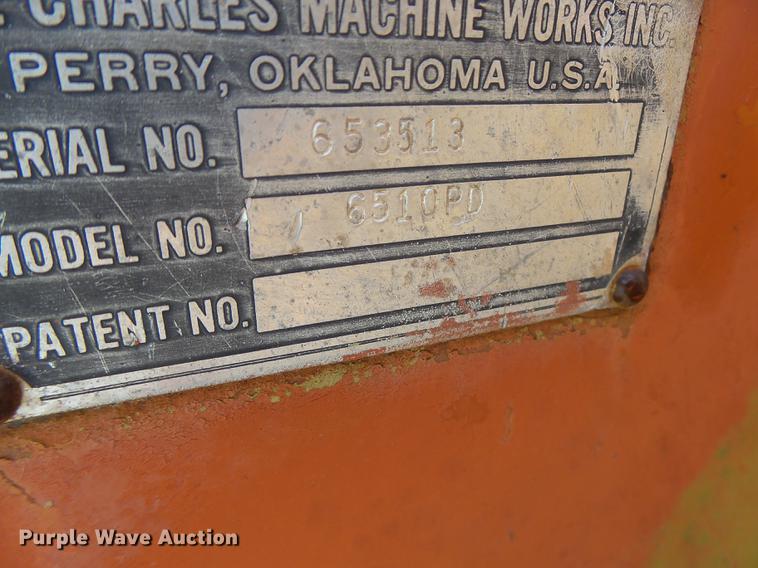 CHARLES MACHINE WORKS INC.
PERRY, OKLAHOMA U.S.A.
ERIAL NO. 653513
MODEL NO. 6510PD
PATENT NO.
Purple Wave Auction